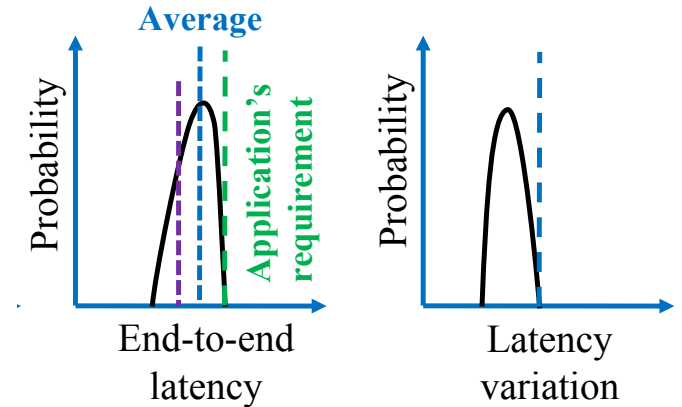 Average
Probability
Application's
requirement
End-to-end
latency
Probability
Latency
variation